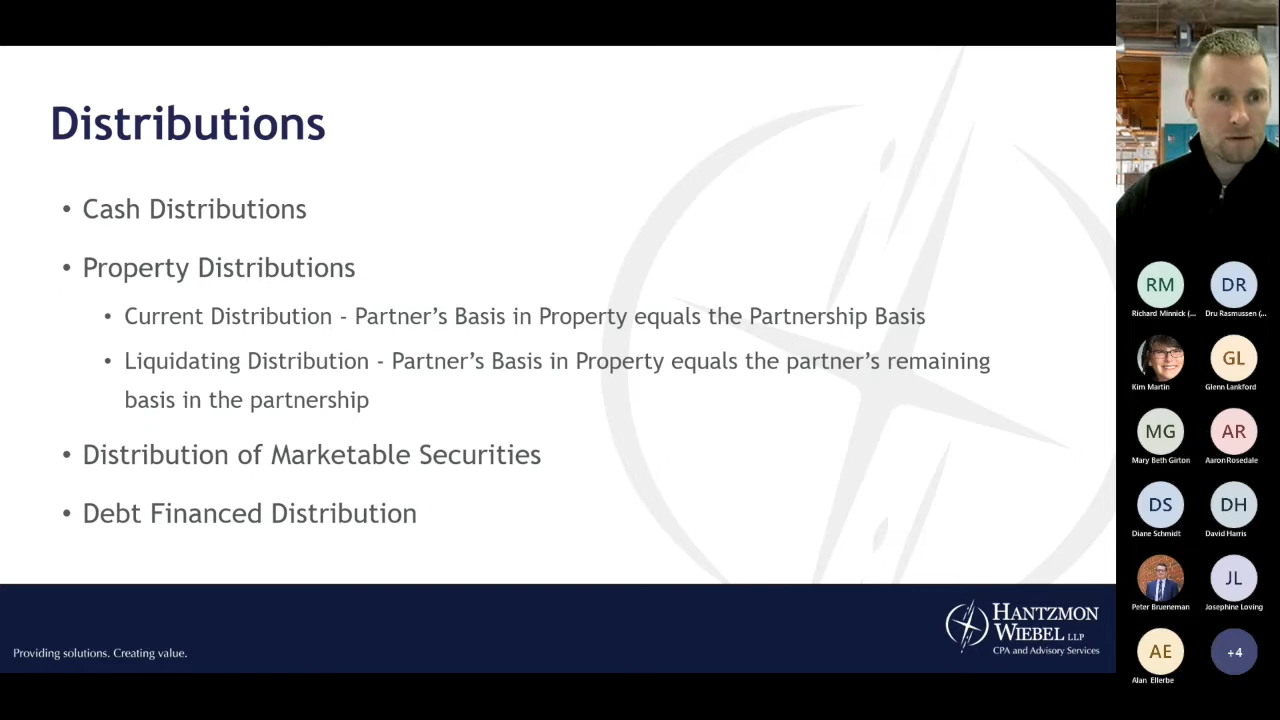 Distributions
• Cash Distributions
• Property Distributions
• Current Distribution - Partner's Basis in Property equals the Partnership Basis
• Liquidating Distribution - Partner's Basis in Property equals the partner's remaining
basis in the partnership
• Distribution of Marketable Securities
• Debt Financed Distribution
Providing solutions. Creating value.
HANTZMON
WIEBEL LLP
CPA and Advisory Services
RM
DR
Richard Minnick (...
Dru Rasmussen (...
Kim Martin
GL
Glenn Lankford
MG
AR
Mary Beth Girton
Aaron Rosedale
DS
DH
Diane Schmidt
David Harris
JL
Peter Brueneman
Josephine Loving
AE
+4
Alan Ellerbe